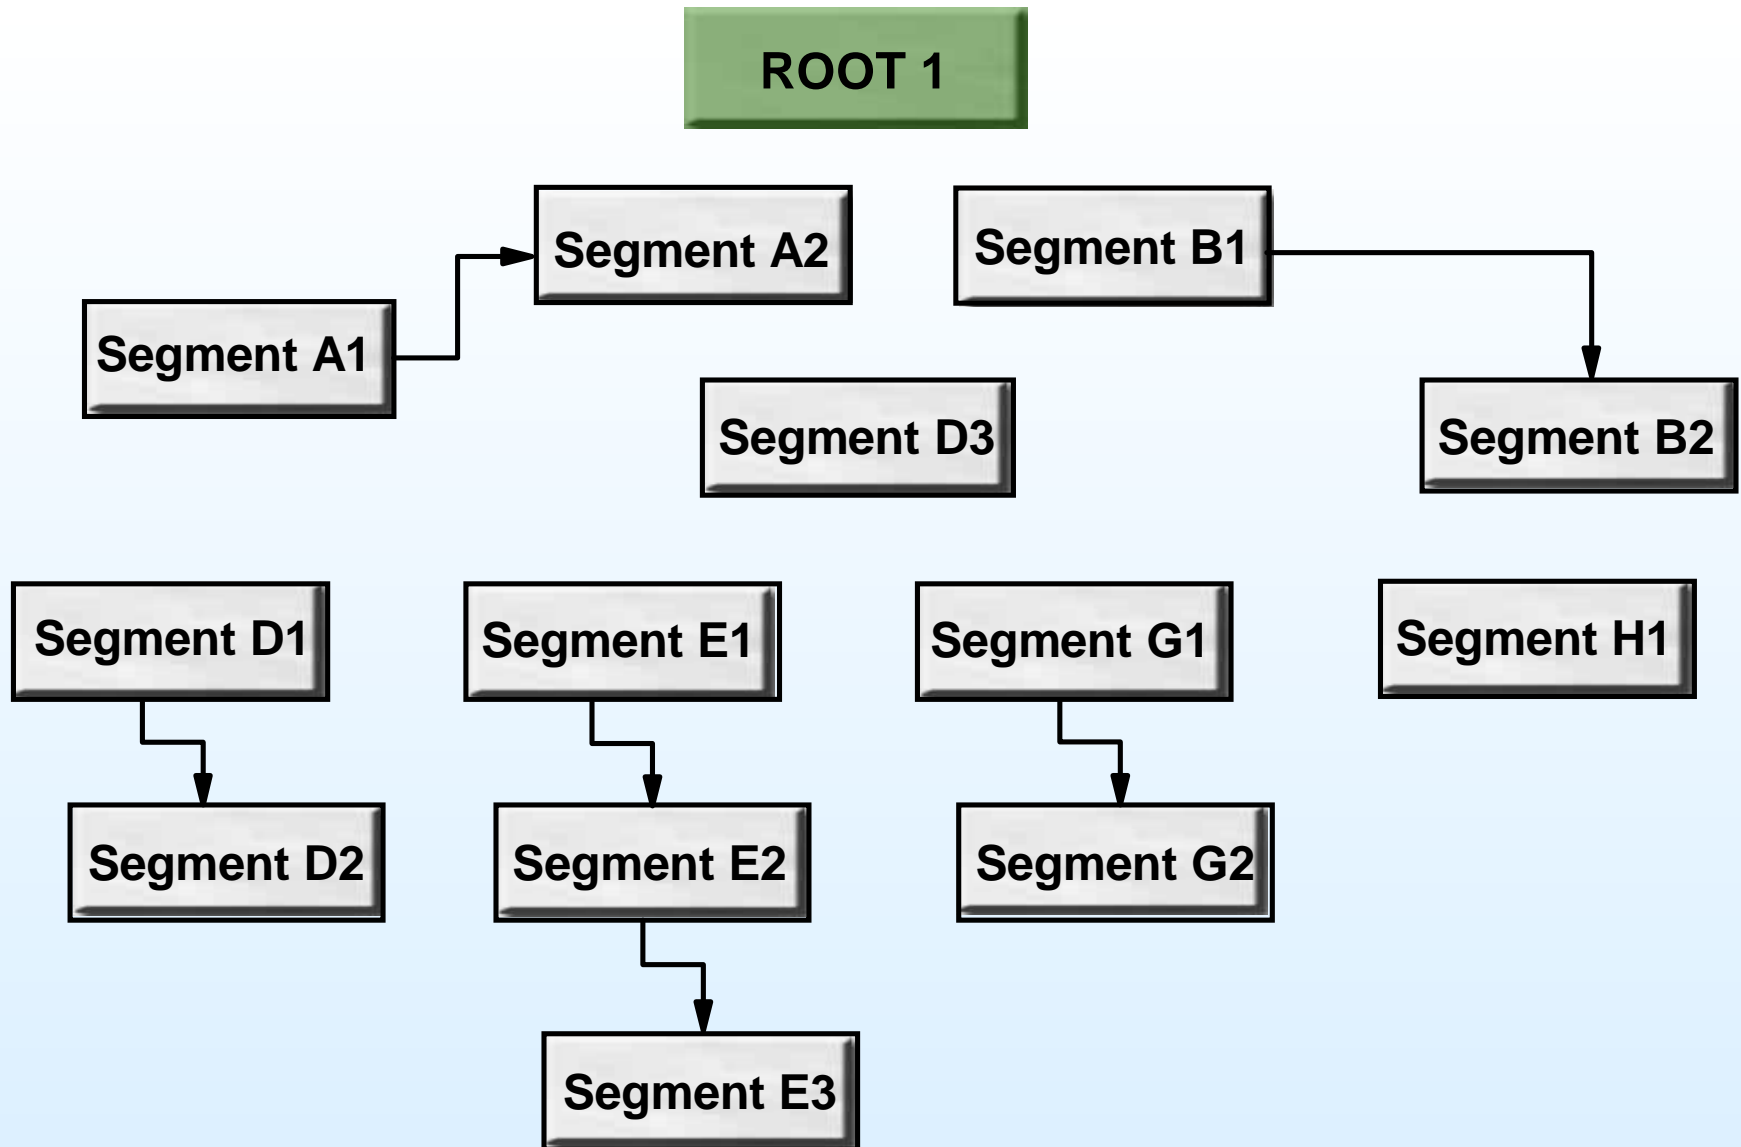 ROOT 1
Segment A2
Segment B1
Segment A1
Segment D3
Segment B2
Segment D1
Segment E1
Segment G1
Segment H1
Segment D2
Segment E2
Segment G2
Segment E3